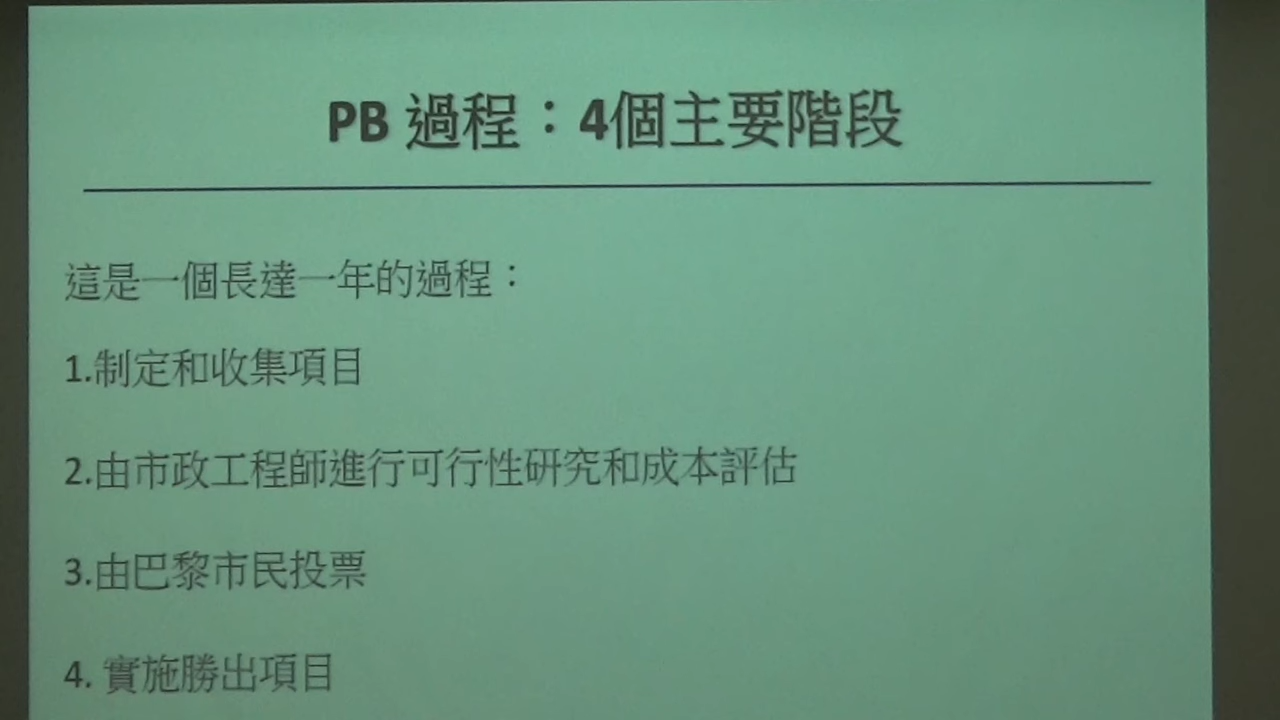 PB 過程：4個主要階段
這是一個長達一年的過程：
1.制定和收集項目
2.由市政工程師進行可行性研究和成本評估
3.由巴黎市民投票
4. 實施勝出項目